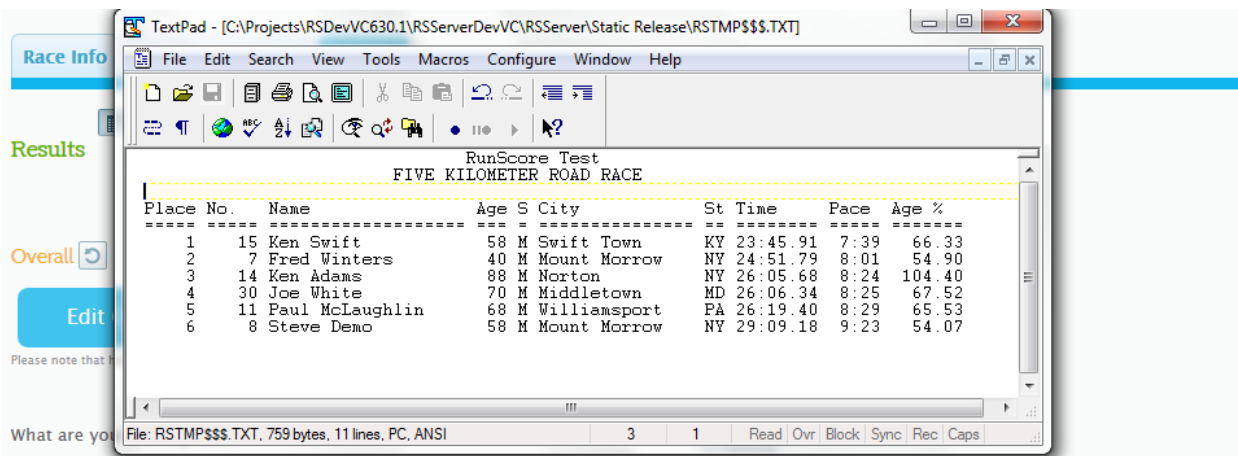 TextPad - [C:\Projects\RSDevVC630.1\RSServerDevVC\RSServer\Static Release\RSTMP$$$.TXT]
Race Info
File Edit Search View Tools Macros Configure Window Help
Results
RunScore Test
FIVE KILOMETER ROAD RACE
Place No. Name Age S City St Time Pace Age %
===== ===== ==================== === = ================ == ======= ===== =====
1 15 Ken Swift 58 M Swift Town KY 23:45.91 7:39 66.33
2 7 Fred Winters 40 M Mount Morrow NY 24:51.79 8:01 54.90
3 14 Ken Adams 88 M Norton NY 26:05.68 8:24 104.40
4 30 Joe White 70 M Middletown MD 26:06.34 8:25 67.52
5 11 Paul McLaughlin 68 M Williamsport PA 26:19.40 8:29 65.53
6 8 Steve Demo 58 M Mount Morrow NY 29:09.18 9:23 54.07
Overall
Edit
Please note that
What are you
File: RSTMP$$$.TXT, 759 bytes, 11 lines, PC, ANSI 3 1 Read Ovr Block Sync Rec Caps